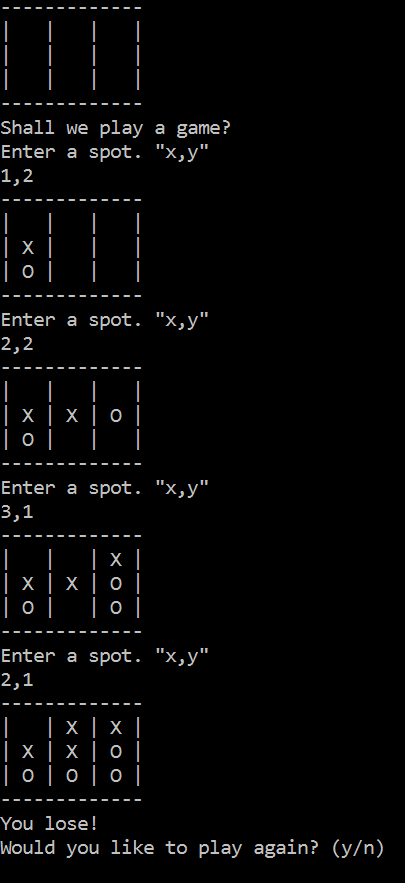 -------------
|   |   |   |
|   |   |   |
|   |   |   |
-------------
Shall we play a game?
Enter a spot. "x,y"
1,2
-------------
|   |   |   |
| X |   |   |
| O |   |   |
-------------
Enter a spot. "x,y"
2,2
-------------
|   |   |   |
| X | X | O |
| O |   |   |
-------------
Enter a spot. "x,y"
3,1
-------------
|   |   | X |
| X | X | O |
| O |   | O |
-------------
Enter a spot. "x,y"
2,1
-------------
|   | X | X |
| X | X | O |
| O | O | O |
-------------
You lose!
Would you like to play again? (y/n)